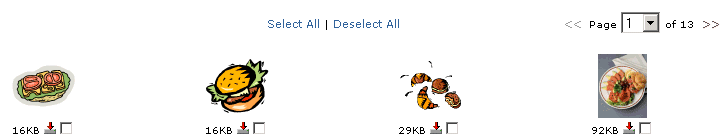 Select All | Deselect All
<< Page 1 of 13 >>
16KB
16KB
29KB
92KB